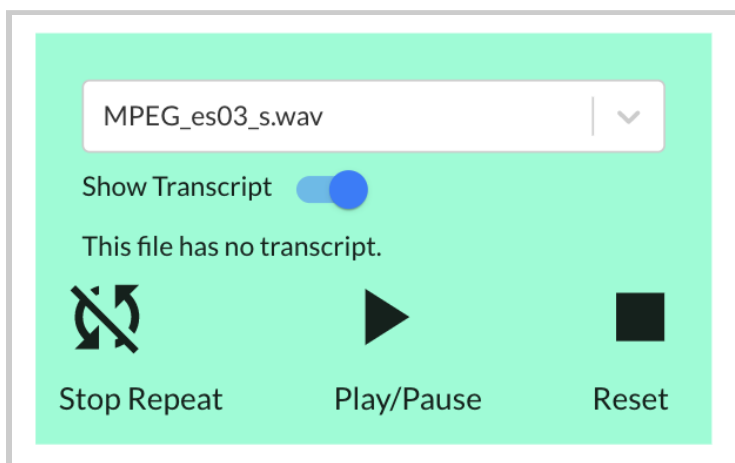 MPEG_es03_s.wav
Show Transcript
This file has no transcript.
Stop Repeat Play/Pause Reset